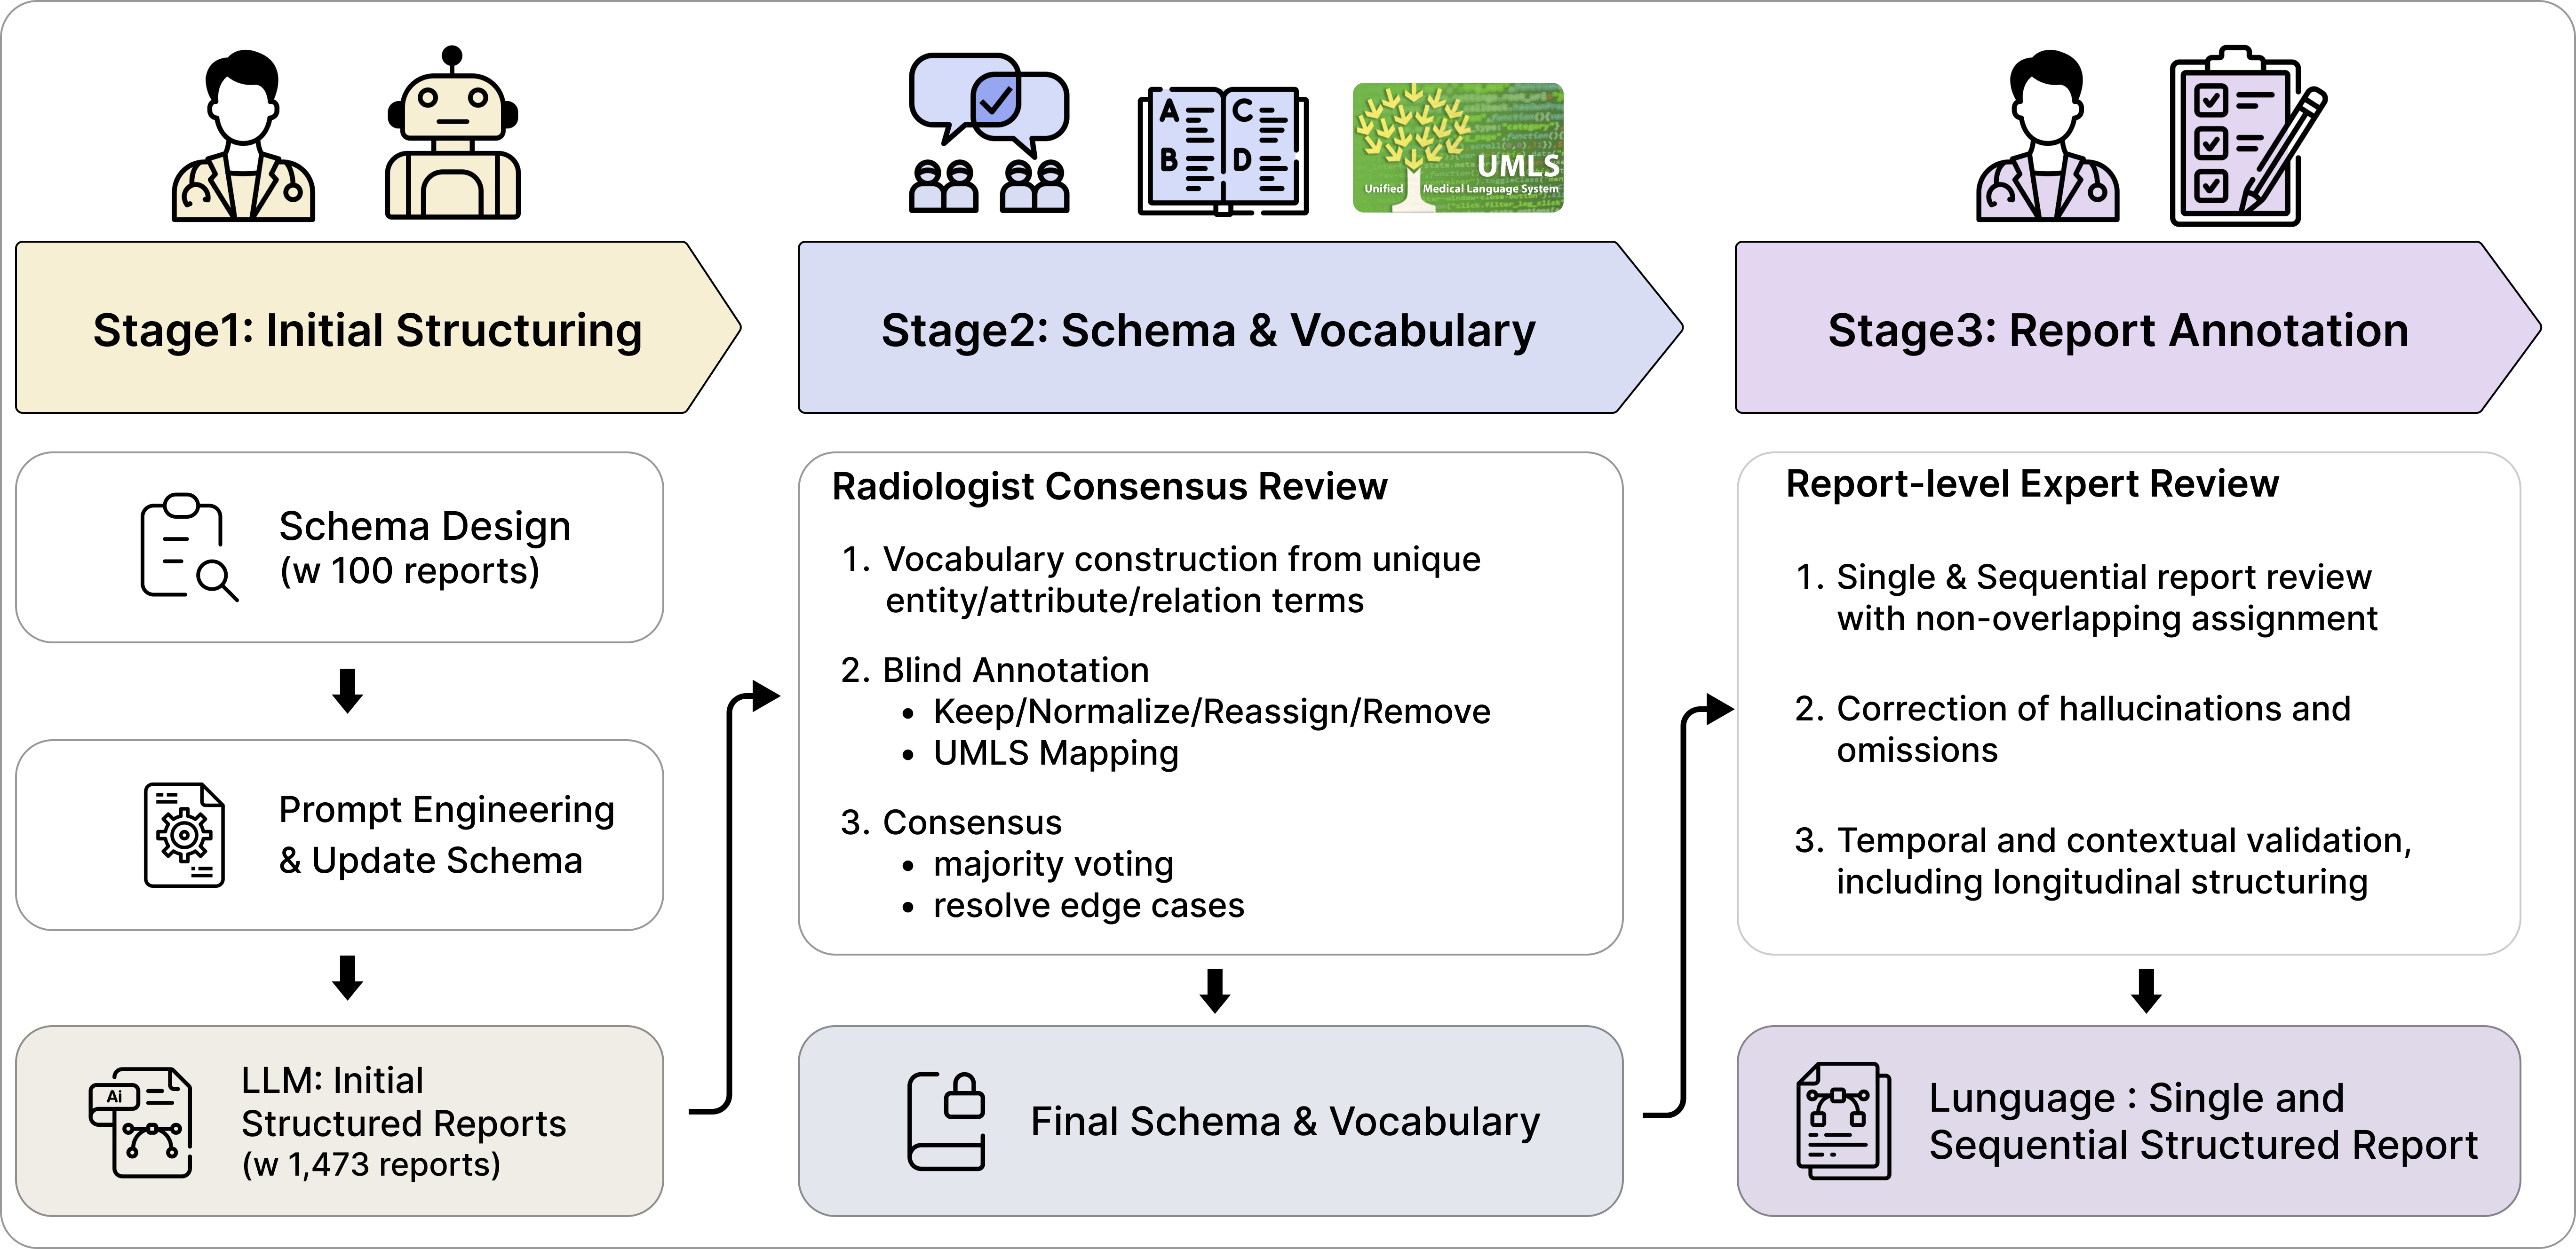 A
B
C
D
UMLS
Unified Medical Language System
Stage1: Initial Structuring
Schema Design
(w 100 reports)
Prompt Engineering
& Update Schema
Ai
LLM: Initial
Structured Reports
(w 1,473 reports)
Stage2: Schema & Vocabulary
Radiologist Consensus Review
1. Vocabulary construction from unique
entity/attribute/relation terms
2. Blind Annotation
• Keep/Normalize/Reassign/Remove
• UMLS Mapping
3. Consensus
• majority voting
• resolve edge cases
Final Schema & Vocabulary
Stage3: Report Annotation
Report-level Expert Review
1. Single & Sequential report review
with non-overlapping assignment
2. Correction of hallucinations and
omissions
3. Temporal and contextual validation,
including longitudinal structuring
Lunguage : Single and
Sequential Structured Report